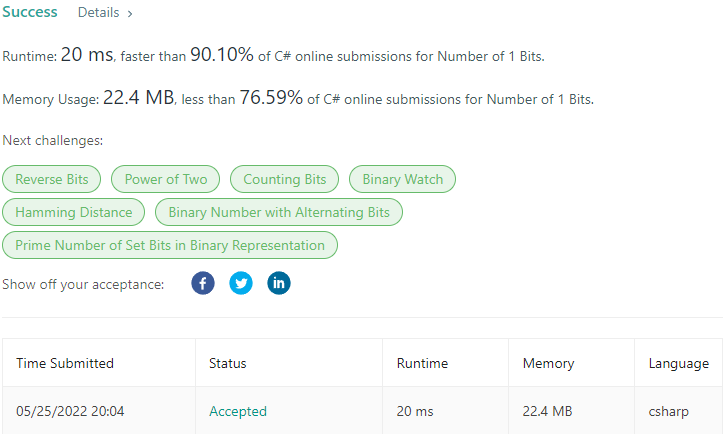 Success Details ›
Runtime: 20 ms, faster than 90.10% of C# online submissions for Number of 1 Bits.
Memory Usage: 22.4 MB, less than 76.59% of C# online submissions for Number of 1 Bits.
Next challenges:
Reverse Bits Power of Two Counting Bits Binary Watch
Hamming Distance Binary Number with Alternating Bits
Prime Number of Set Bits in Binary Representation
Show off your acceptance: f in
Time Submitted Status Runtime Memory Language
05/25/2022 20:04 Accepted 20 ms 22.4 MB csharp